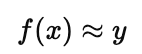 f(x) ≈ y